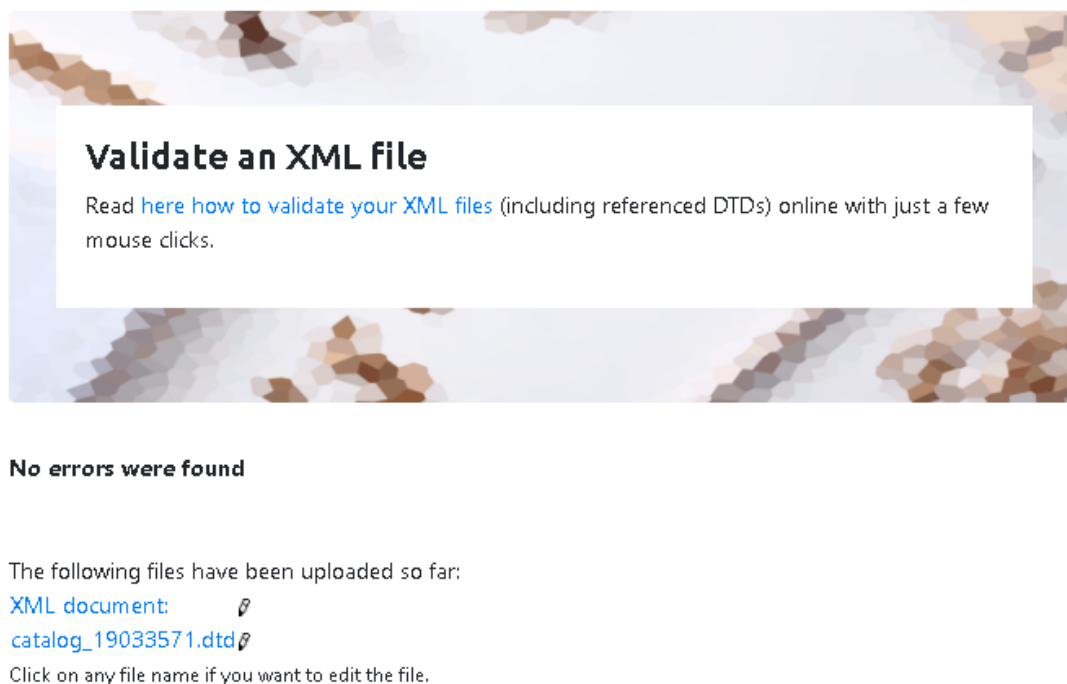 Validate an XML file
Read here how to validate your XML files (including referenced DTDs) online with just a few
mouse clicks.
No errors were found
The following files have been uploaded so far:
XML document:
catalog_19033571.dtd
Click on any file name if you want to edit the file.